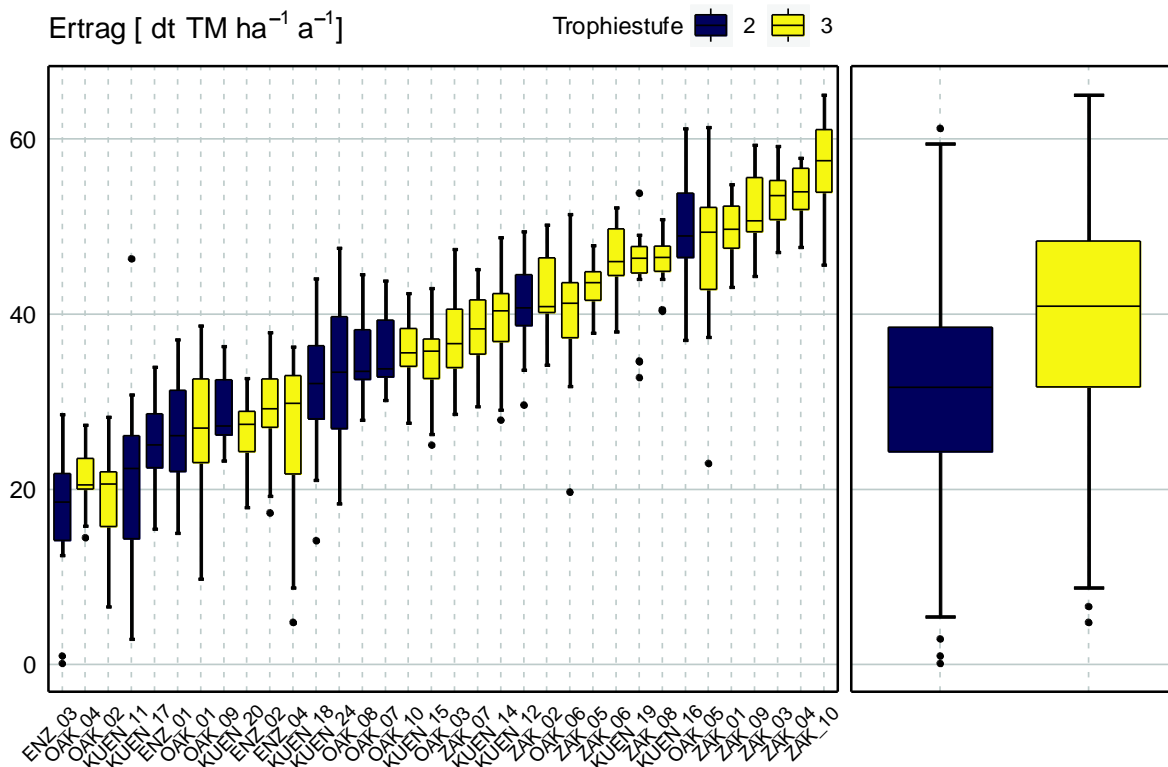 Ertrag [ dt TM ha⁻¹ a⁻¹]
Trophiestufe 2 3
60
40
20
0
ENZ_03
OAK_04
OAK_02
OAK_11
KUEN_17
ENZ_01
OAK_01
OAK_09
KUEN_20
ENZ_02
ENZ_04
KUEN_18
KUEN_24
OAK_08
OAK_07
OAK_10
KUEN_15
OAK_03
ZAK_07
KUEN_14
KUEN_12
ZAK_02
OAK_06
ZAK_05
ZAK_06
KUEN_19
ZAK_08
KUEN_16
OAK_05
ZAK_01
ZAK_09
ZAK_03
ZAK_04
ZAK_10